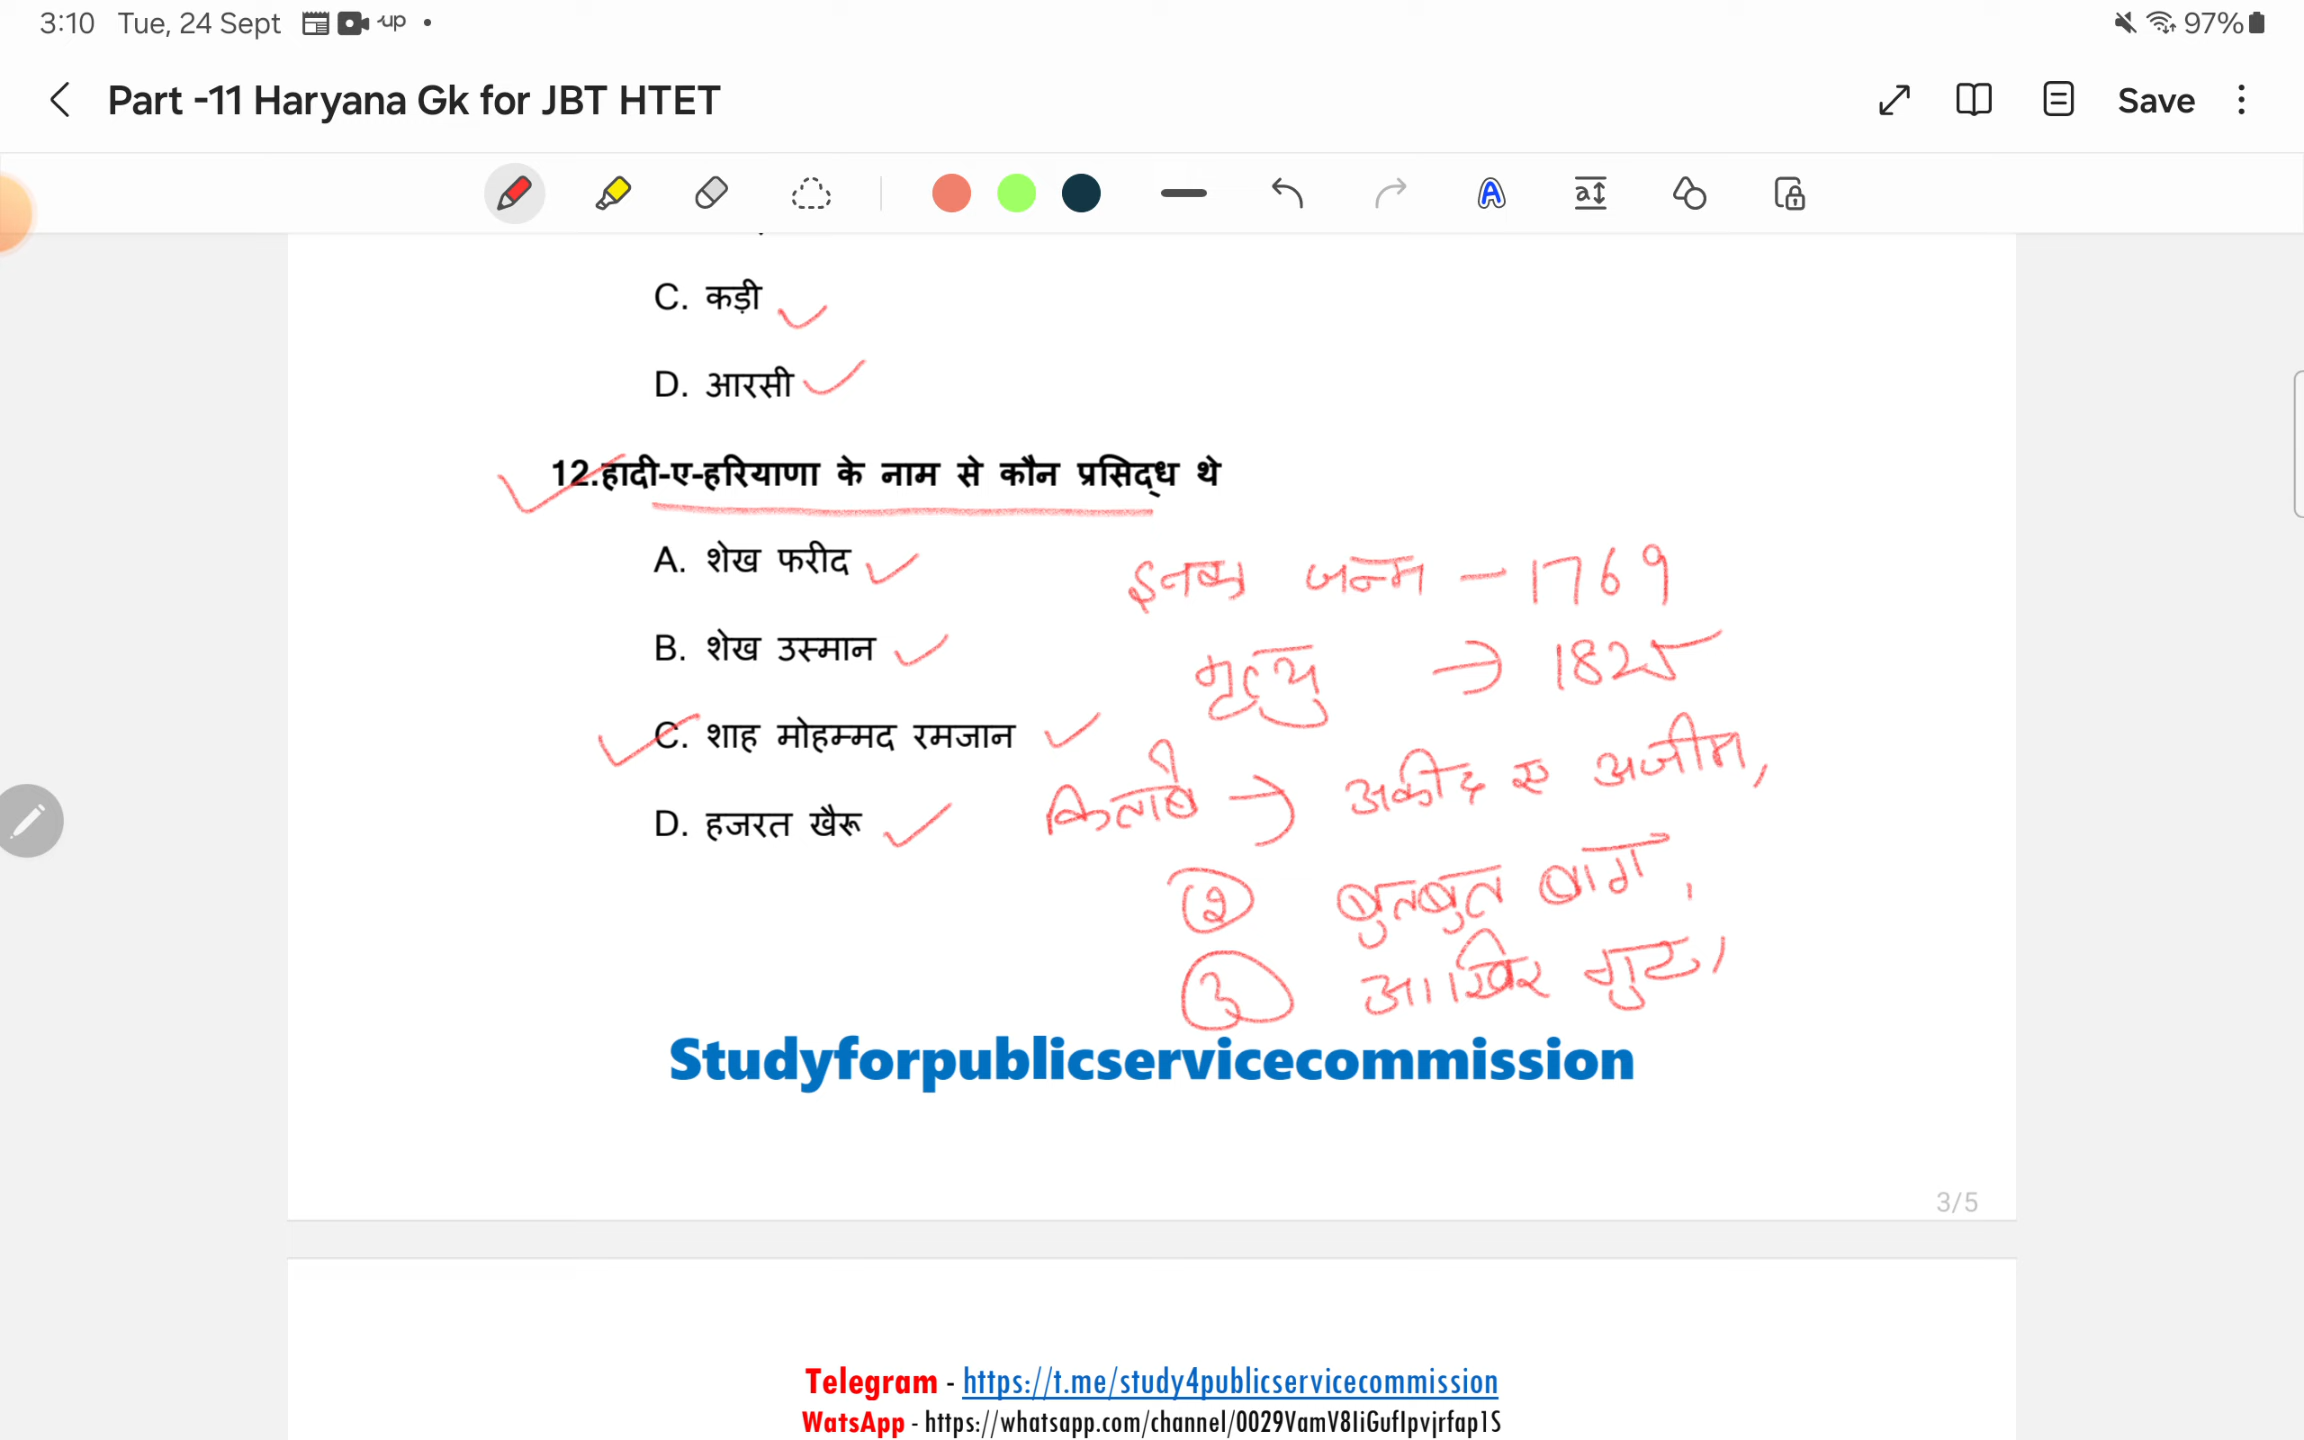 3:10 Tue, 24 Sept
97%
Part -11 Haryana Gk for JBT HTET
Save
C. कड़ी
D. आरसी
12.हादी-ए-हरियाणा के नाम से कौन प्रसिद्ध थे
A. शेख फरीद
इनका जन्म - 1769
B. शेख उस्मान
मृत्यु → 1825
C. शाह मोहम्मद रमजान
किताबें → अकीद ए अजीम,
D. हजरत खैरू
② बुलबुल बाग,
③ आखिर गुट,
Studyforpublicservicecommission
3/5
Telegram - https://t.me/study4publicservicecommission
WatsApp - https://whatsapp.com/channel/0029VamV8IiGufIpvjrfap1S